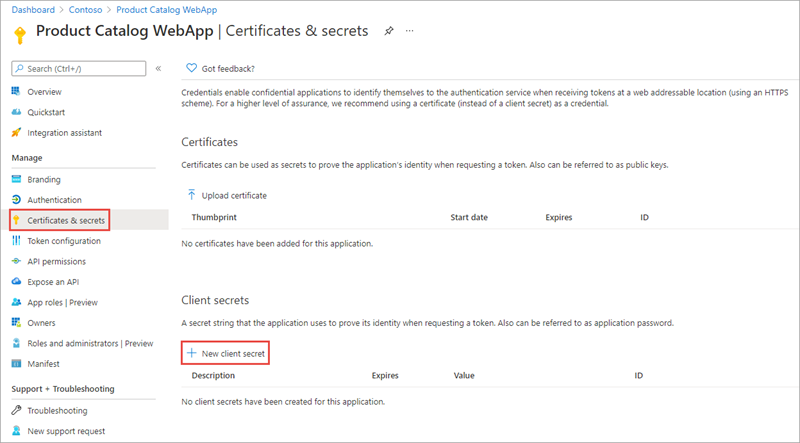 Dashboard > Contoso > Product Catalog WebApp
Product Catalog WebApp | Certificates & secrets
Search (Ctrl+/)
Overview
Quickstart
Integration assistant
Manage
Branding
Authentication
Certificates & secrets
Token configuration
API permissions
Expose an API
App roles | Preview
Owners
Roles and administrators | Preview
Manifest
Support + Troubleshooting
Troubleshooting
New support request
Got feedback?
Credentials enable confidential applications to identify themselves to the authentication service when receiving tokens at a web addressable location (using an HTTPS
scheme). For a higher level of assurance, we recommend using a certificate (instead of a client secret) as a credential.
Certificates
Certificates can be used as secrets to prove the application's identity when requesting a token. Also can be referred to as public keys.
Upload certificate
Thumbprint Start date Expires ID
No certificates have been added for this application.
Client secrets
A secret string that the application uses to prove its identity when requesting a token. Also can be referred to as application password.
New client secret
Description Expires Value ID
No client secrets have been created for this application.